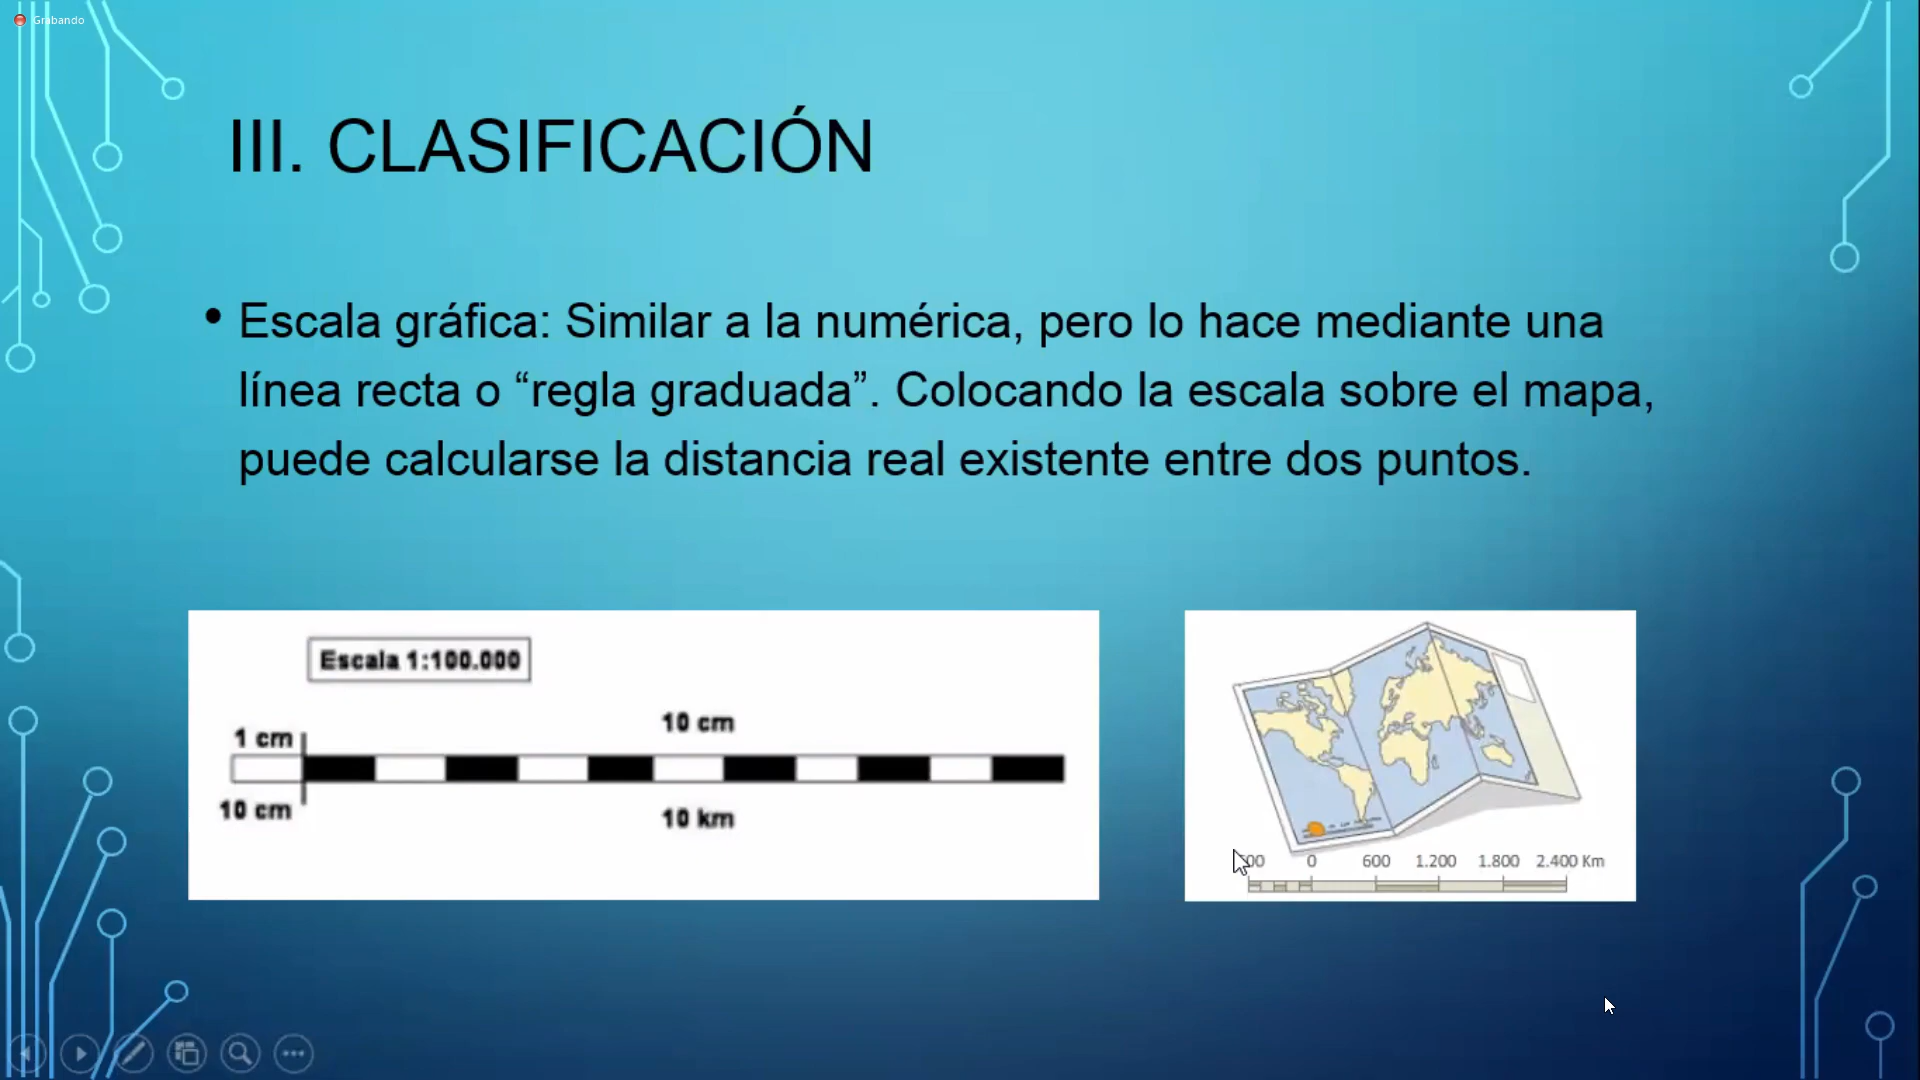 Grabando
III. CLASIFICACIÓN
• Escala gráfica: Similar a la numérica, pero lo hace mediante una
línea recta o “regla graduada”. Colocando la escala sobre el mapa,
puede calcularse la distancia real existente entre dos puntos.
Escala 1:100.000
1 cm
10 cm
10 cm
10 km
0 600 1.200 1.800 2.400 Km